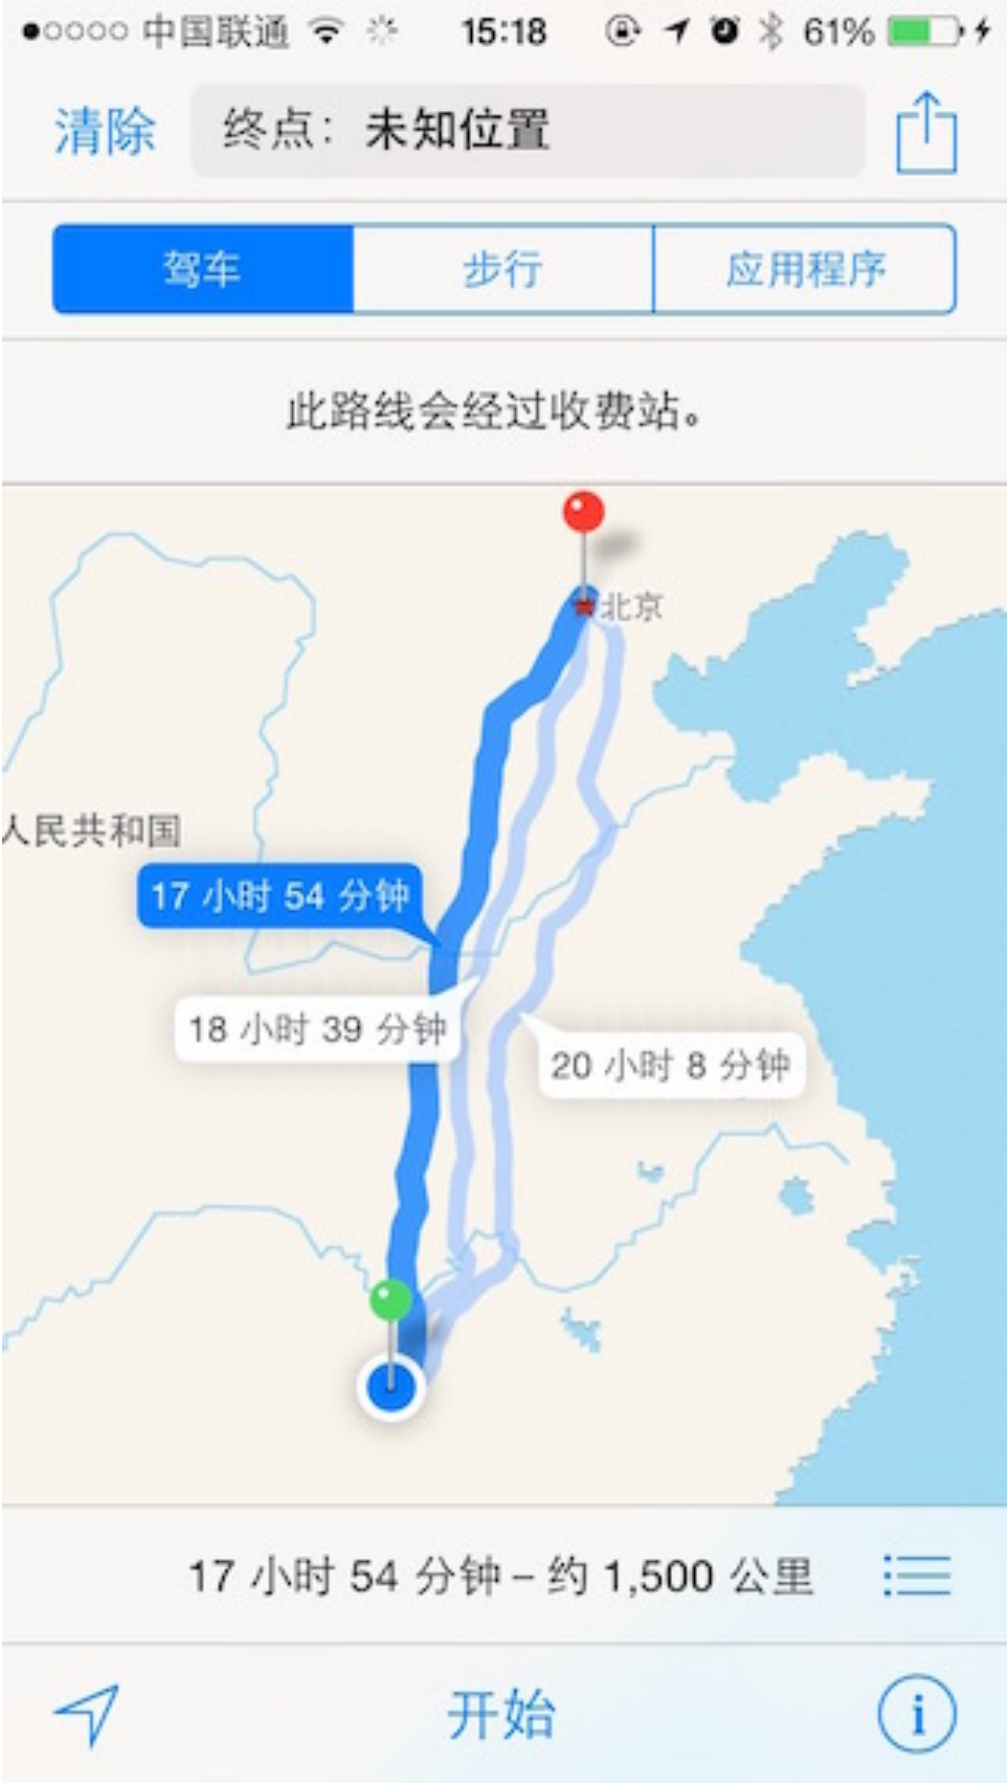 中国联通 15:18 61%
清除 终点：未知位置
驾车 步行 应用程序
此路线会经过收费站。
北京
人民共和国
17 小时 54 分钟
18 小时 39 分钟
20 小时 8 分钟
17 小时 54 分钟 – 约 1,500 公里
开始